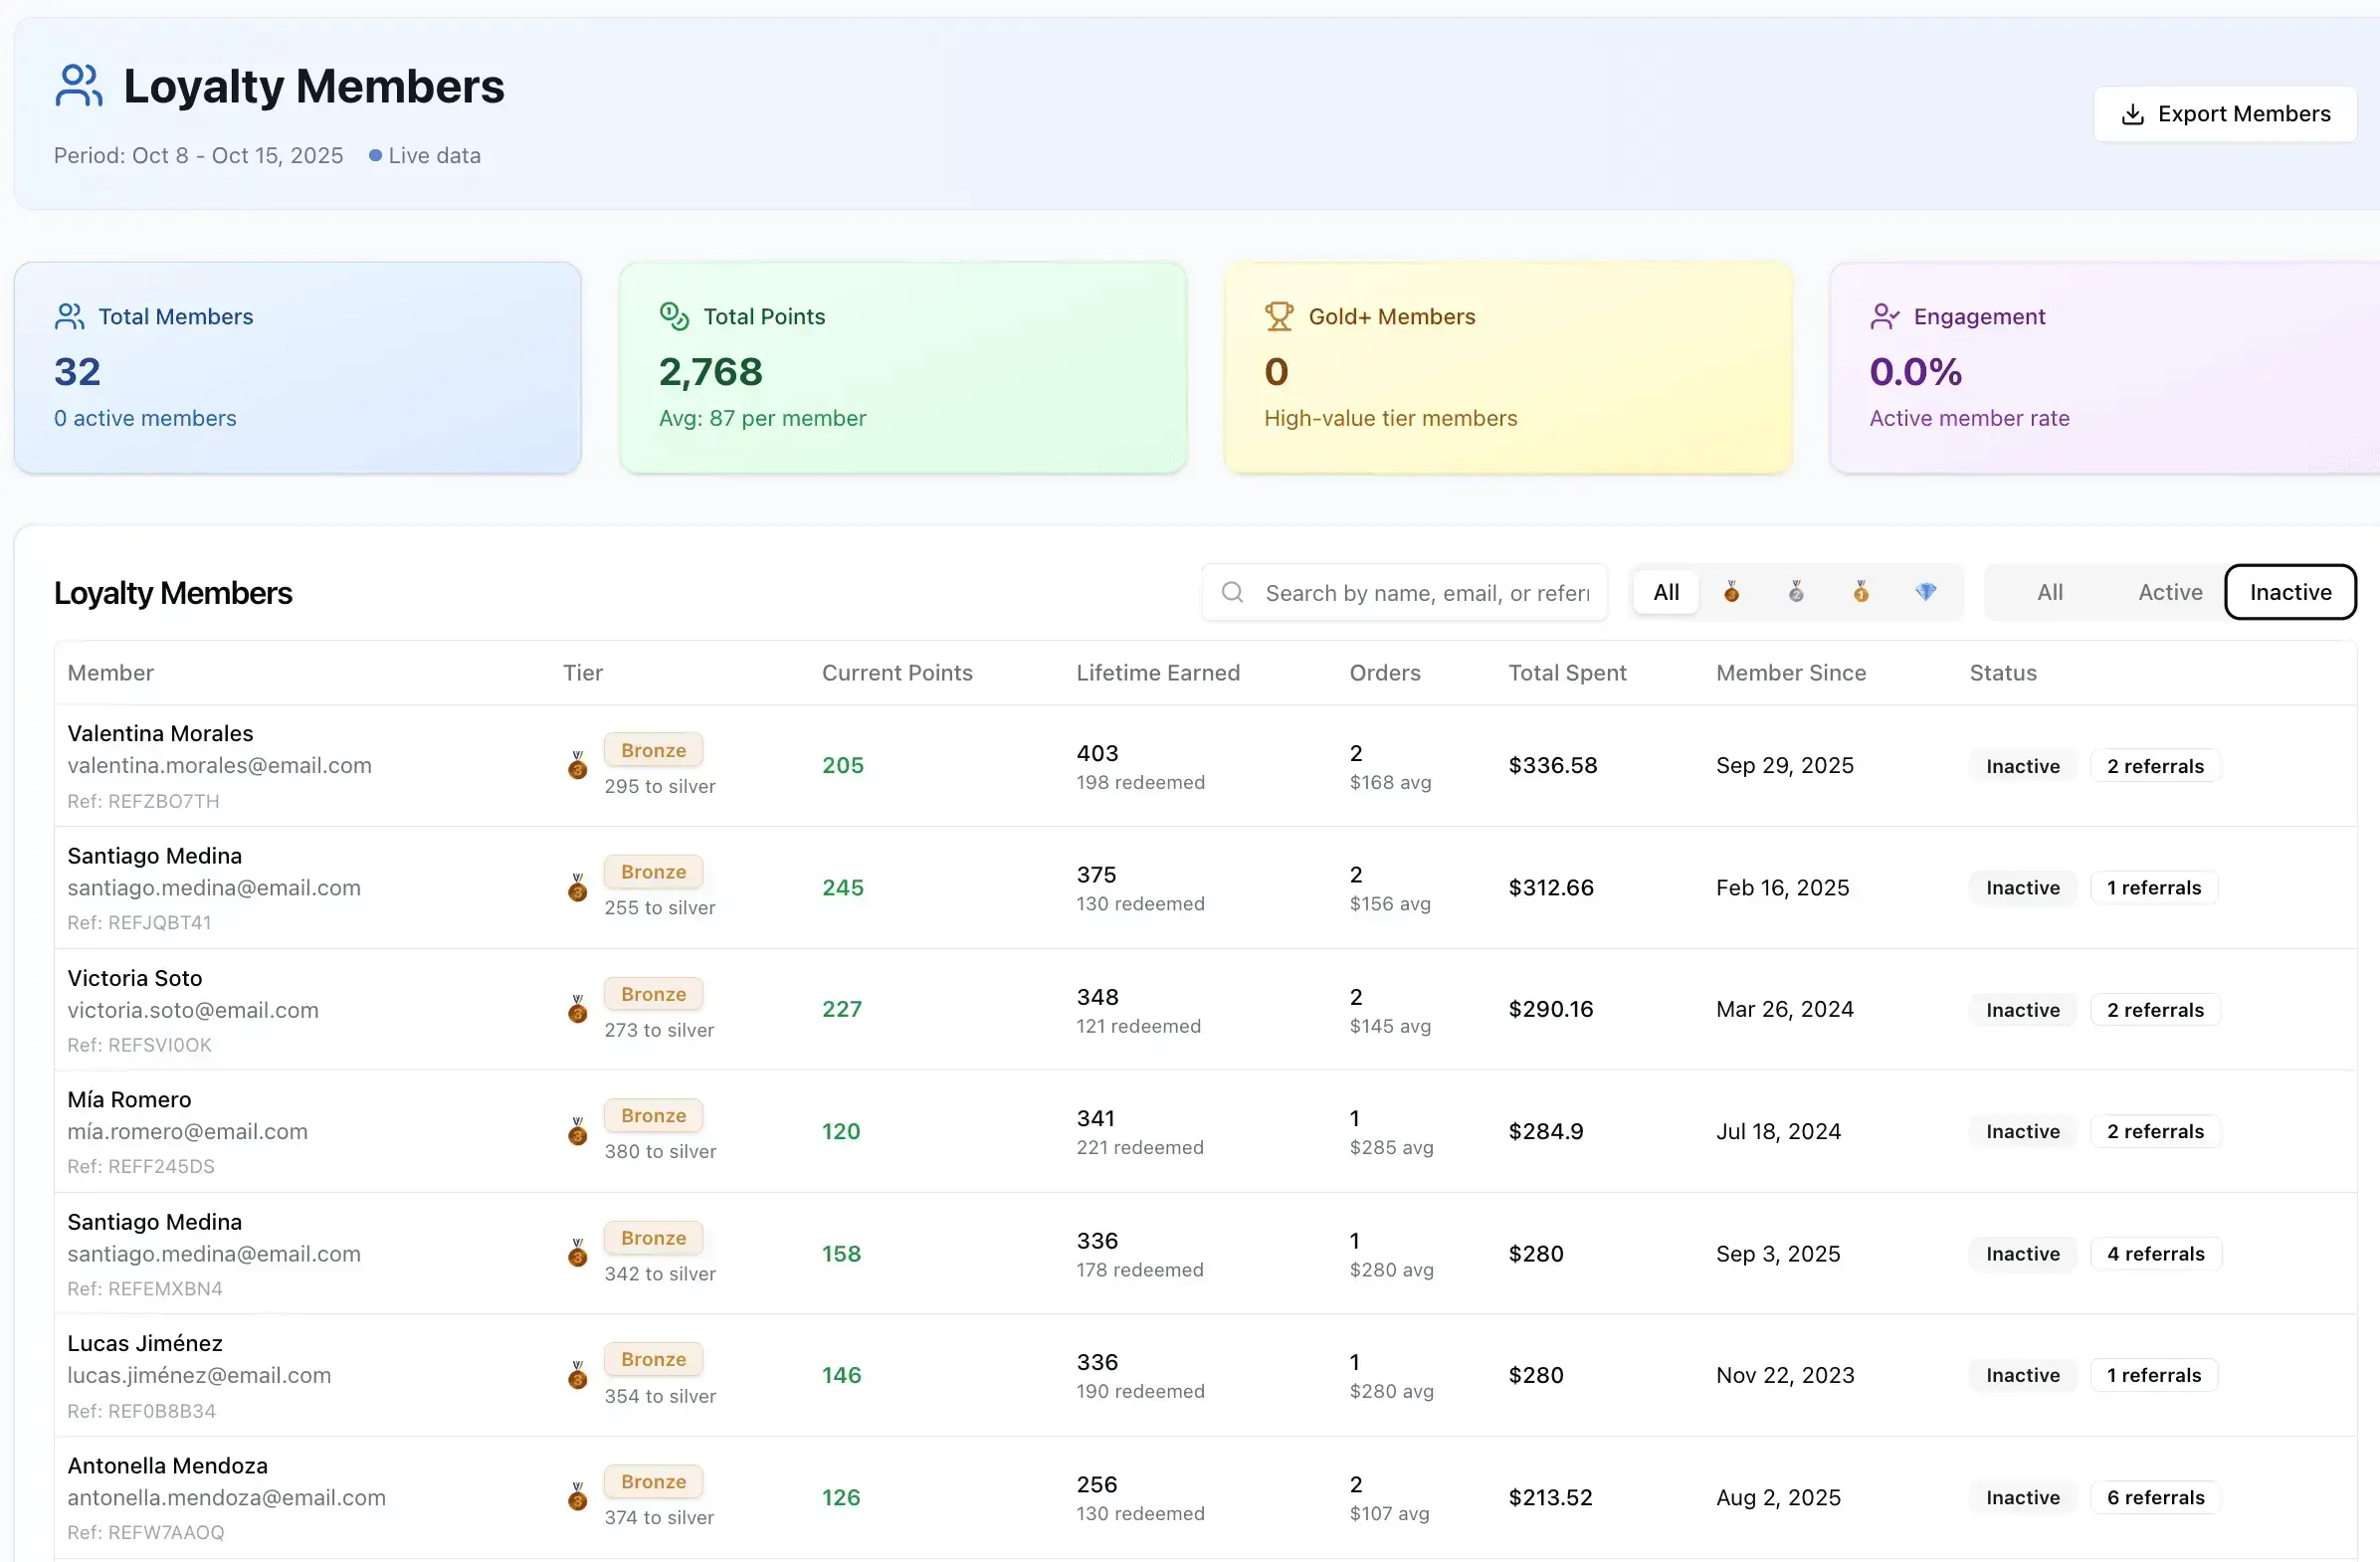 Loyalty Members
Export Members
Period: Oct 8 - Oct 15, 2025 Live data
Total Members
32
0 active members
Total Points
2,768
Avg: 87 per member
Gold+ Members
0
High-value tier members
Engagement
0.0%
Active member rate
Loyalty Members
Search by name, email, or referr
All
All Active Inactive
Member Tier Current Points Lifetime Earned Orders Total Spent Member Since Status
Valentina Morales
valentina.morales@email.com
Ref: REFZBO7TH
Bronze
295 to silver
205
403
198 redeemed
2
$168 avg
$336.58
Sep 29, 2025
Inactive
2 referrals
Santiago Medina
santiago.medina@email.com
Ref: REFJQBT41
Bronze
255 to silver
245
375
130 redeemed
2
$156 avg
$312.66
Feb 16, 2025
Inactive
1 referrals
Victoria Soto
victoria.soto@email.com
Ref: REFSVI0OK
Bronze
273 to silver
227
348
121 redeemed
2
$145 avg
$290.16
Mar 26, 2024
Inactive
2 referrals
Mía Romero
mía.romero@email.com
Ref: REFF245DS
Bronze
380 to silver
120
341
221 redeemed
1
$285 avg
$284.9
Jul 18, 2024
Inactive
2 referrals
Santiago Medina
santiago.medina@email.com
Ref: REFEMXBN4
Bronze
342 to silver
158
336
178 redeemed
1
$280 avg
$280
Sep 3, 2025
Inactive
4 referrals
Lucas Jiménez
lucas.jiménez@email.com
Ref: REF0B8B34
Bronze
354 to silver
146
336
190 redeemed
1
$280 avg
$280
Nov 22, 2023
Inactive
1 referrals
Antonella Mendoza
antonella.mendoza@email.com
Ref: REFW7AAOQ
Bronze
374 to silver
126
256
130 redeemed
2
$107 avg
$213.52
Aug 2, 2025
Inactive
6 referrals